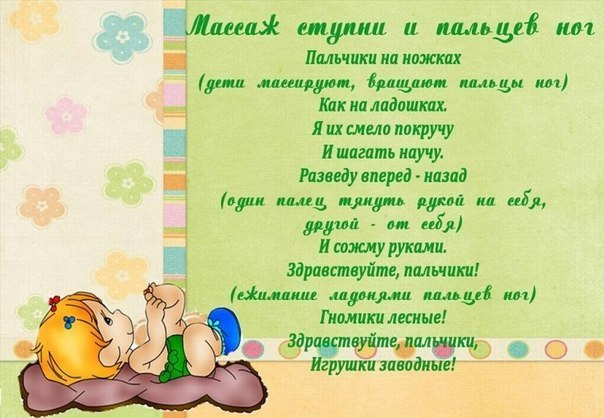 Массаж ступни и пальцев ног
Пальчики на ножках
(дети массируют, вращают пальцы ног)
Как на ладошках.
Я их смело покручу
И шагать научу.
Разведу вперед - назад
(один палец тянуть рукой на себя,
другой - от себя)
И сожму руками.
Здравствуйте, пальчики!
(сжимание ладонями пальцев ног)
Гномики лесные!
Здравствуйте, пальчики,
Игрушки заводные!